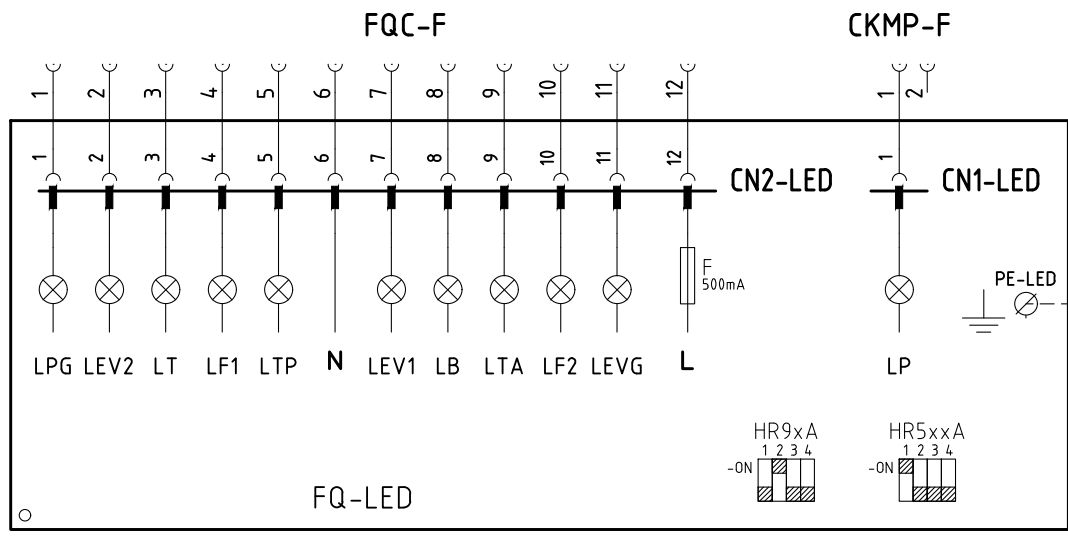 FQC-F CKMP-F
1 2 3 4 5 6 7 8 9 10 11 12 1 2
1 2 3 4 5 6 7 8 9 10 11 12 1
CN2-LED CN1-LED
F
500mA
PE-LED
LPG LEV2 LT LF1 LTP N LEV1 LB LTA LF2 LEVG L LP
HR9xA HR5xxA
1 2 3 4 1 2 3 4
-ON -ON
FQ-LED